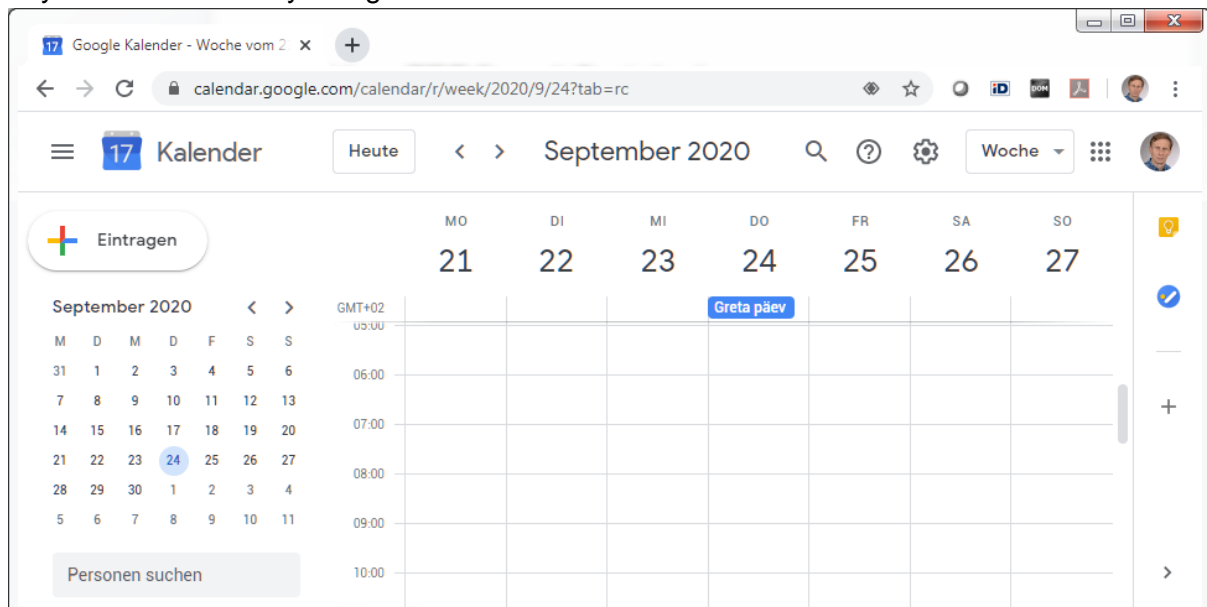 Google Kalender - Woche vom 2
calendar.google.com/calendar/r/week/2020/9/24?tab=rc
iD DOM
17 Kalender Heute September 2020 Woche
Eintragen
MO DI MI DO FR SA SO
21 22 23 24 25 26 27
September 2020
GMT+02 Greta päev
M D M D F S S
31 1 2 3 4 5 6
7 8 9 10 11 12 13
14 15 16 17 18 19 20
21 22 23 24 25 26 27
28 29 30 1 2 3 4
5 6 7 8 9 10 11
05:00
06:00
07:00
08:00
09:00
10:00
Personen suchen